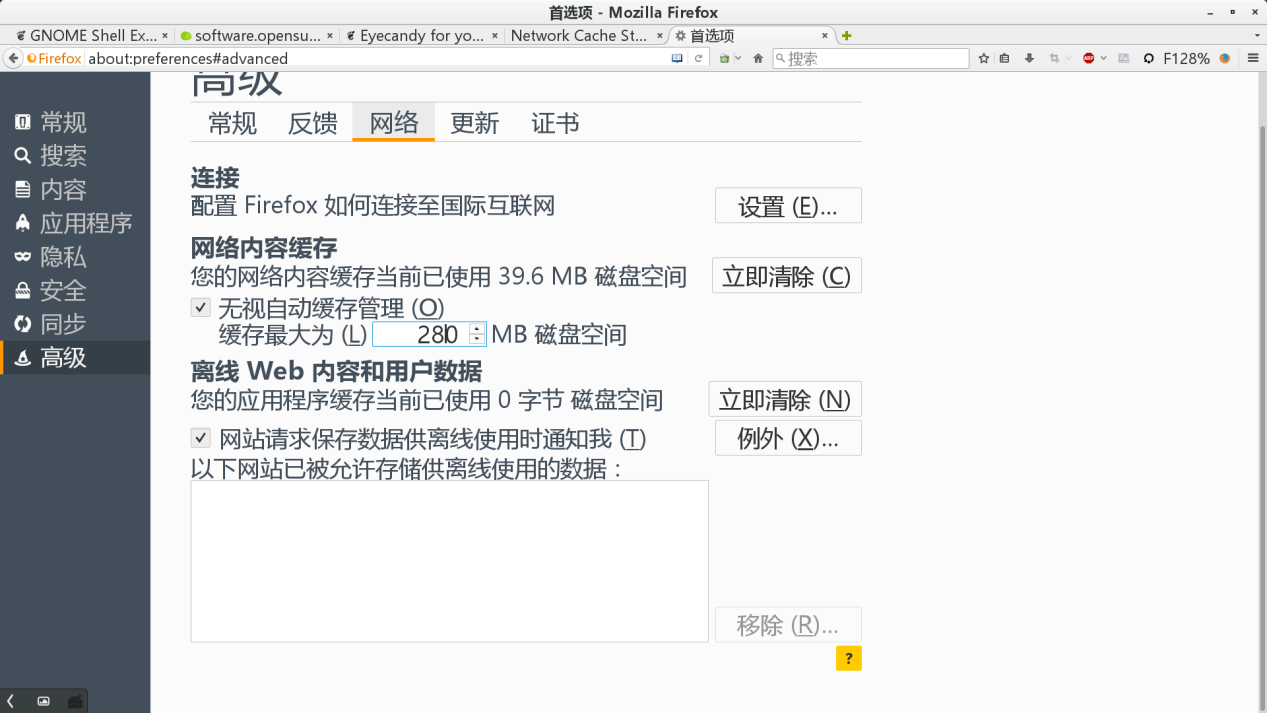 首选项 - Mozilla Firefox
GNOME Shell Ex... software.opensu... Eyecandy for yo... Network Cache St... 首选项
Firefox about:preferences#advanced 搜索 ABP F128%
高级
常规 反馈 网络 更新 证书
常规
搜索
内容
应用程序
隐私
安全
同步
高级
连接
配置 Firefox 如何连接至国际互联网 设置 (E)...
网络内容缓存
您的网络内容缓存当前已使用 39.6 MB 磁盘空间 立即清除 (C)
无视自动缓存管理 (O)
缓存最大为 (L) 280 MB 磁盘空间
离线 Web 内容和用户数据
您的应用程序缓存当前已使用 0 字节 磁盘空间 立即清除 (N)
网站请求保存数据供离线使用时通知我 (T) 例外 (X)...
以下网站已被允许存储供离线使用的数据：
移除 (R)...
?